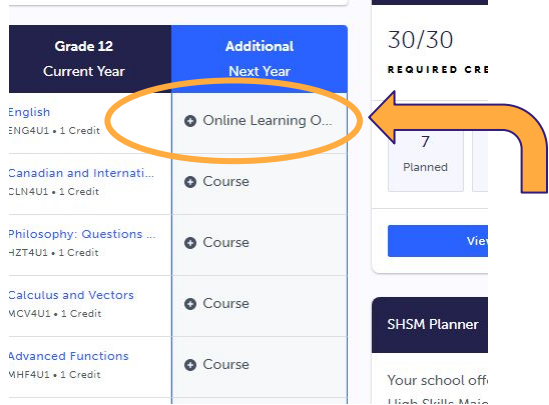 Grade 12
Current Year
Additional
Next Year
English
ENG4U1 • 1 Credit
Online Learning O...
Canadian and Internati...
CLN4U1 • 1 Credit
Course
Philosophy: Questions ...
HZT4U1 • 1 Credit
Course
Calculus and Vectors
MCV4U1 • 1 Credit
Course
Advanced Functions
MHF4U1 • 1 Credit
Course
30/30
REQUIRED CRE
7
Planned
Vie
SHSM Planner
Your school off
High Skills Majo